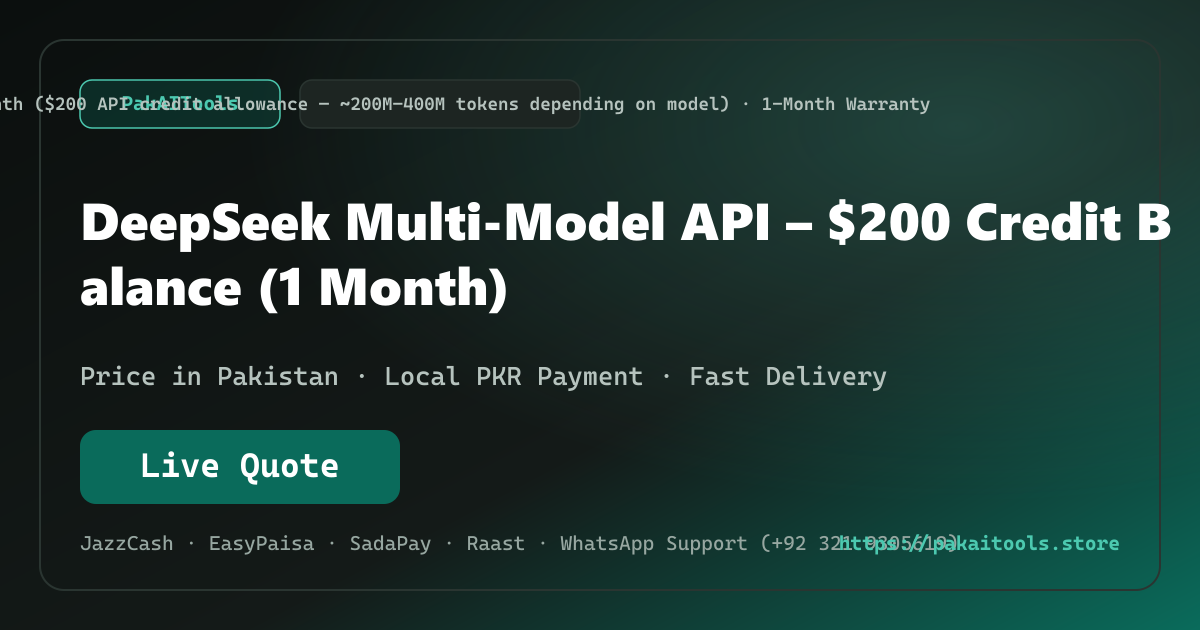 PakAITools
th ($200 API credit allowance — ~200M–400M tokens depending on model) · 1-Month Warranty
DeepSeek Multi-Model API – $200 Credit B
alance (1 Month)
Price in Pakistan · Local PKR Payment · Fast Delivery
Live Quote
JazzCash · EasyPaisa · SadaPay · Raast · WhatsApp Support (+92 321
https://pakaitools.store